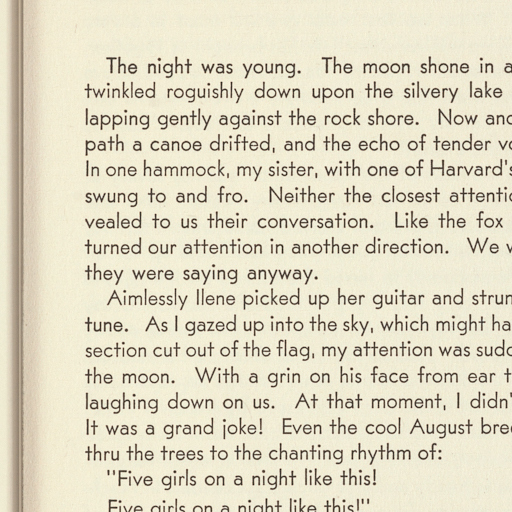 The night was young. The moon shone in a
twinkled roguishly down upon the silvery lake
lapping gently against the rock shore. Now and
path a canoe drifted, and the echo of tender vo
In one hammock, my sister, with one of Harvard's
swung to and fro. Neither the closest attentio
vealed to us their conversation. Like the fox
turned our attention in another direction. We w
they were saying anyway.
Aimlessly Ilene picked up her guitar and strum
tune. As I gazed up into the sky, which might ha
section cut out of the flag, my attention was sudd
the moon. With a grin on his face from ear t
laughing down on us. At that moment, I didn'
It was a grand joke! Even the cool August bree
thru the trees to the chanting rhythm of:
"Five girls on a night like this!
Five girls on a night like this!"